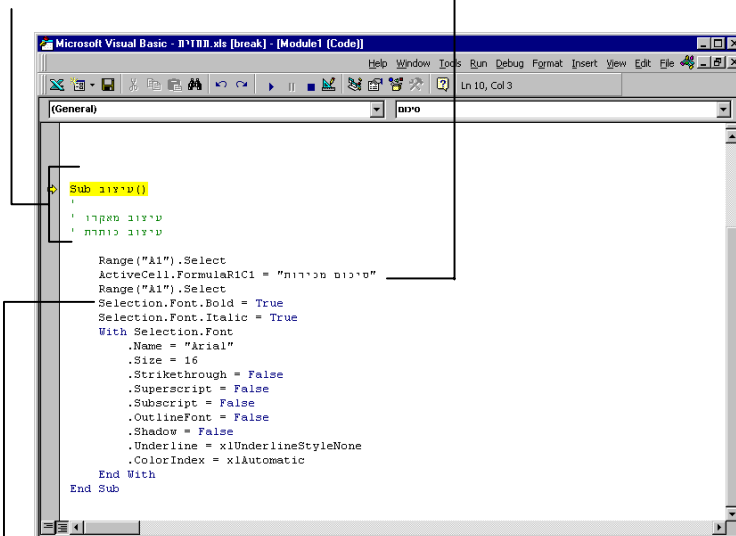 Microsoft Visual Basic - תחזית.xls [break] - [Module1 (Code)]
Help Window Tools Run Debug Format Insert View Edit File
Ln 10, Col 3
(General) סיכום
Sub עיצוב()
'
' עיצוב מאקרו
' עיצוב כותרת
Range("A1").Select
ActiveCell.FormulaR1C1 = "סיכום מכירות"
Range("A1").Select
Selection.Font.Bold = True
Selection.Font.Italic = True
With Selection.Font
.Name = "Arial"
.Size = 16
.Strikethrough = False
.Superscript = False
.Subscript = False
.OutlineFont = False
.Shadow = False
.Underline = xlUnderlineStyleNone
.ColorIndex = xlAutomatic
End With
End Sub